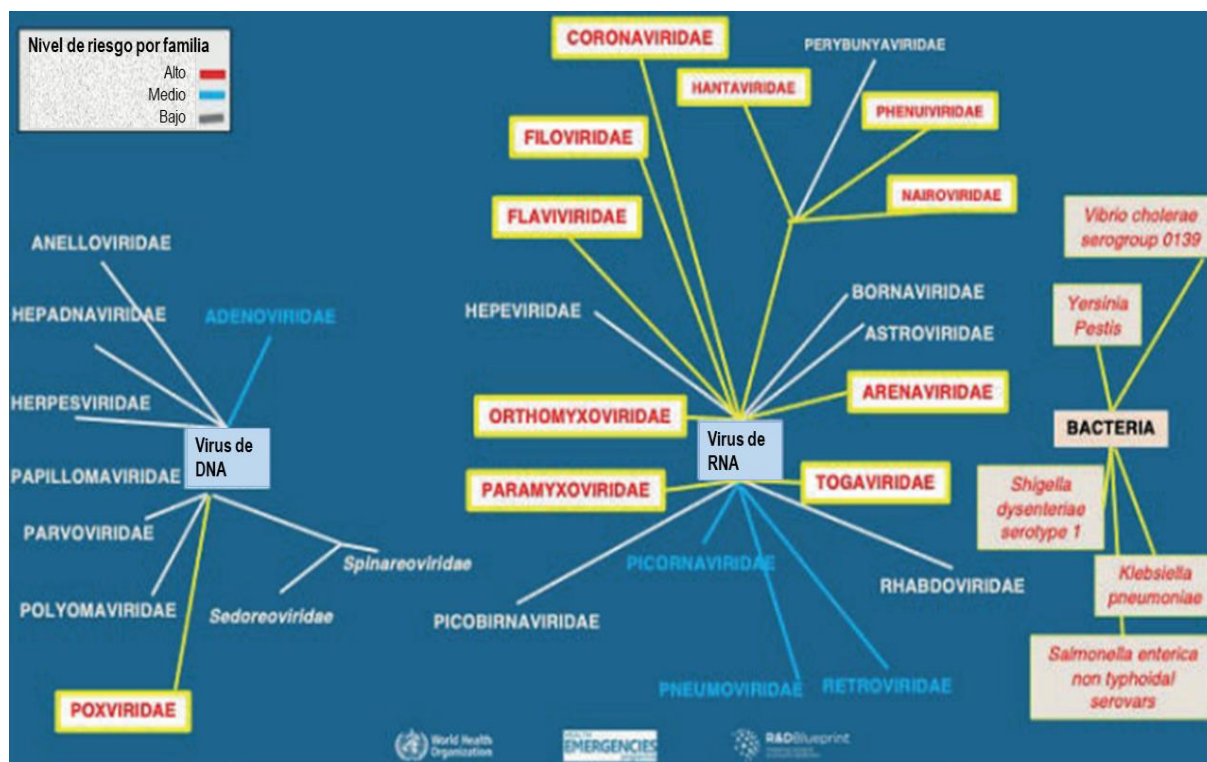 Nivel de riesgo por familia
Alto
Medio
Bajo
CORONAVIRIDAE
PERYBUNYAVIRIDAE
HANTAVIRIDAE
PHENUIVIRIDAE
FILOVIRIDAE
NAIROVIRIDAE
FLAVIVIRIDAE
Vibrio cholerae
serogroup 0139
ANELLOVIRIDAE
HEPADNAVIRIDAE
ADENOVIRIDAE
HEPEVIRIDAE
BORNAVIRIDAE
ASTROVIRIDAE
Yersinia
Pestis
HERPESVIRIDAE
ORTHOMYXOVIRIDAE
ARENAVIRIDAE
Virus de
DNA
Virus de
RNA
BACTERIA
PAPILLOMAVIRIDAE
PARAMYXOVIRIDAE
TOGAVIRIDAE
Shigella
dysenteriae
serotype 1
PARVOVIRIDAE
Spinareoviridae
PICORNAVIRIDAE
RHABDOVIRIDAE
Klebsiella
pneumoniae
POLYOMAVIRIDAE
Sedoreoviridae
PICOBIRNAVIRIDAE
Salmonella enterica
non typhoidal
serovars
PNEUMOVIRIDAE
RETROVIRIDAE
POXVIRIDAE
World Health
Organization
HEALTH
EMERGENCIES
R&DBlueprint